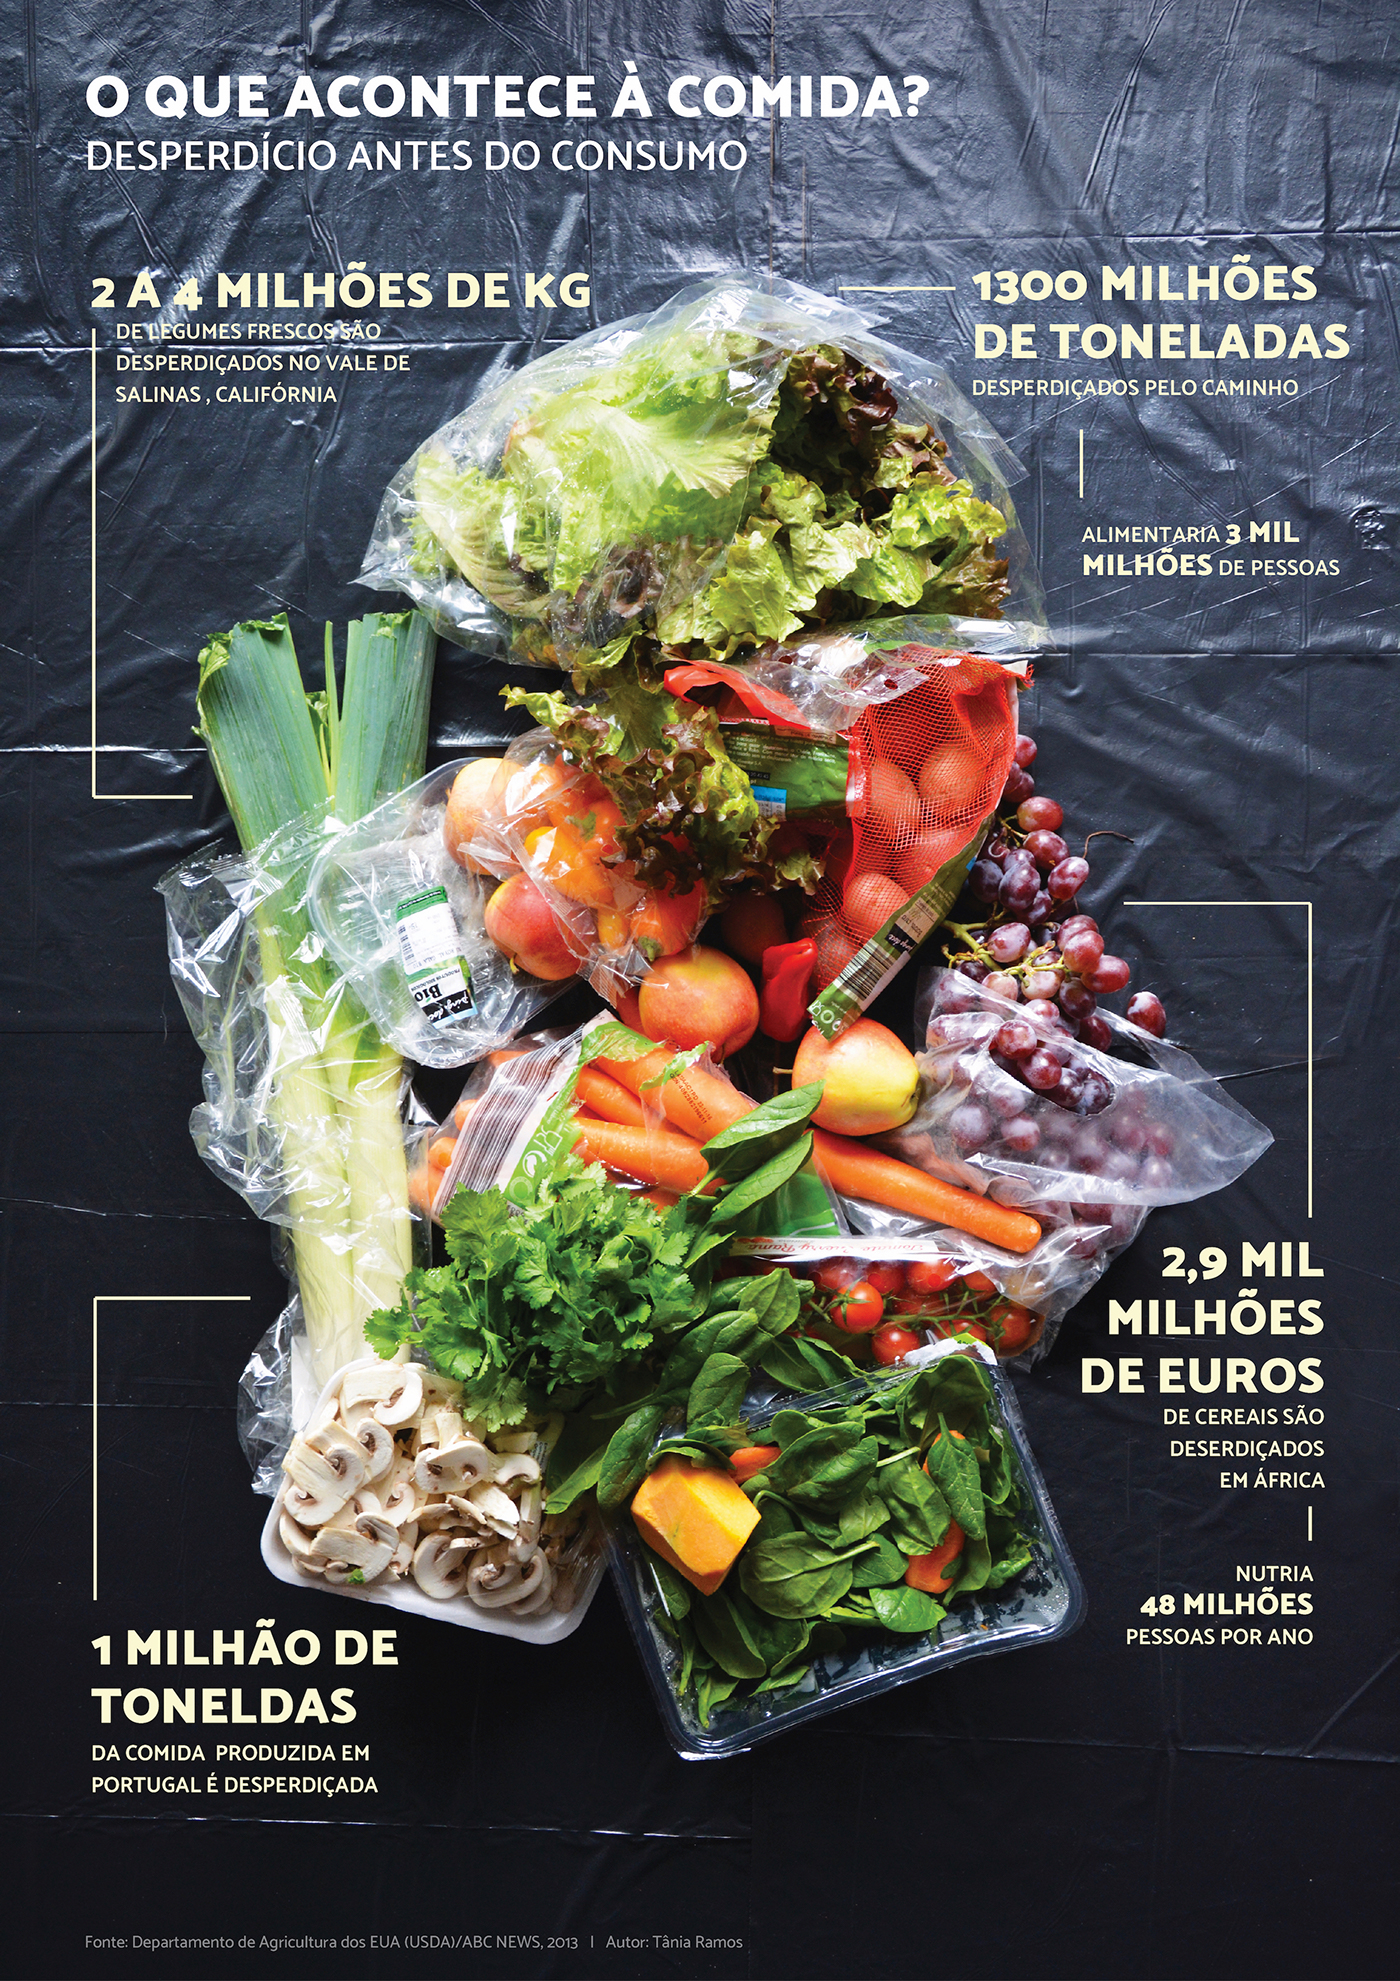 O QUE ACONTECE À COMIDA?
DESPERDÍCIO ANTES DO CONSUMO
2 A 4 MILHÕES DE KG
DE LEGUMES FRESCOS SÃO
DESPERDIÇADOS NO VALE DE
SALINAS , CALIFÓRNIA
1300 MILHÕES
DE TONELADAS
DESPERDIÇADOS PELO CAMINHO
ALIMENTARIA 3 MIL
MILHÕES DE PESSOAS
pingo doce
BIO
2,9 MIL
MILHÕES
DE EUROS
DE CEREAIS SÃO
DESERDIÇADOS
EM ÁFRICA
NUTRIA
48 MILHÕES
PESSOAS POR ANO
1 MILHÃO DE
TONELDAS
DA COMIDA PRODUZIDA EM
PORTUGAL É DESPERDIÇADA
Fonte: Departamento de Agricultura dos EUA (USDA)/ABC NEWS, 2013 I Autor: Tânia Ramos